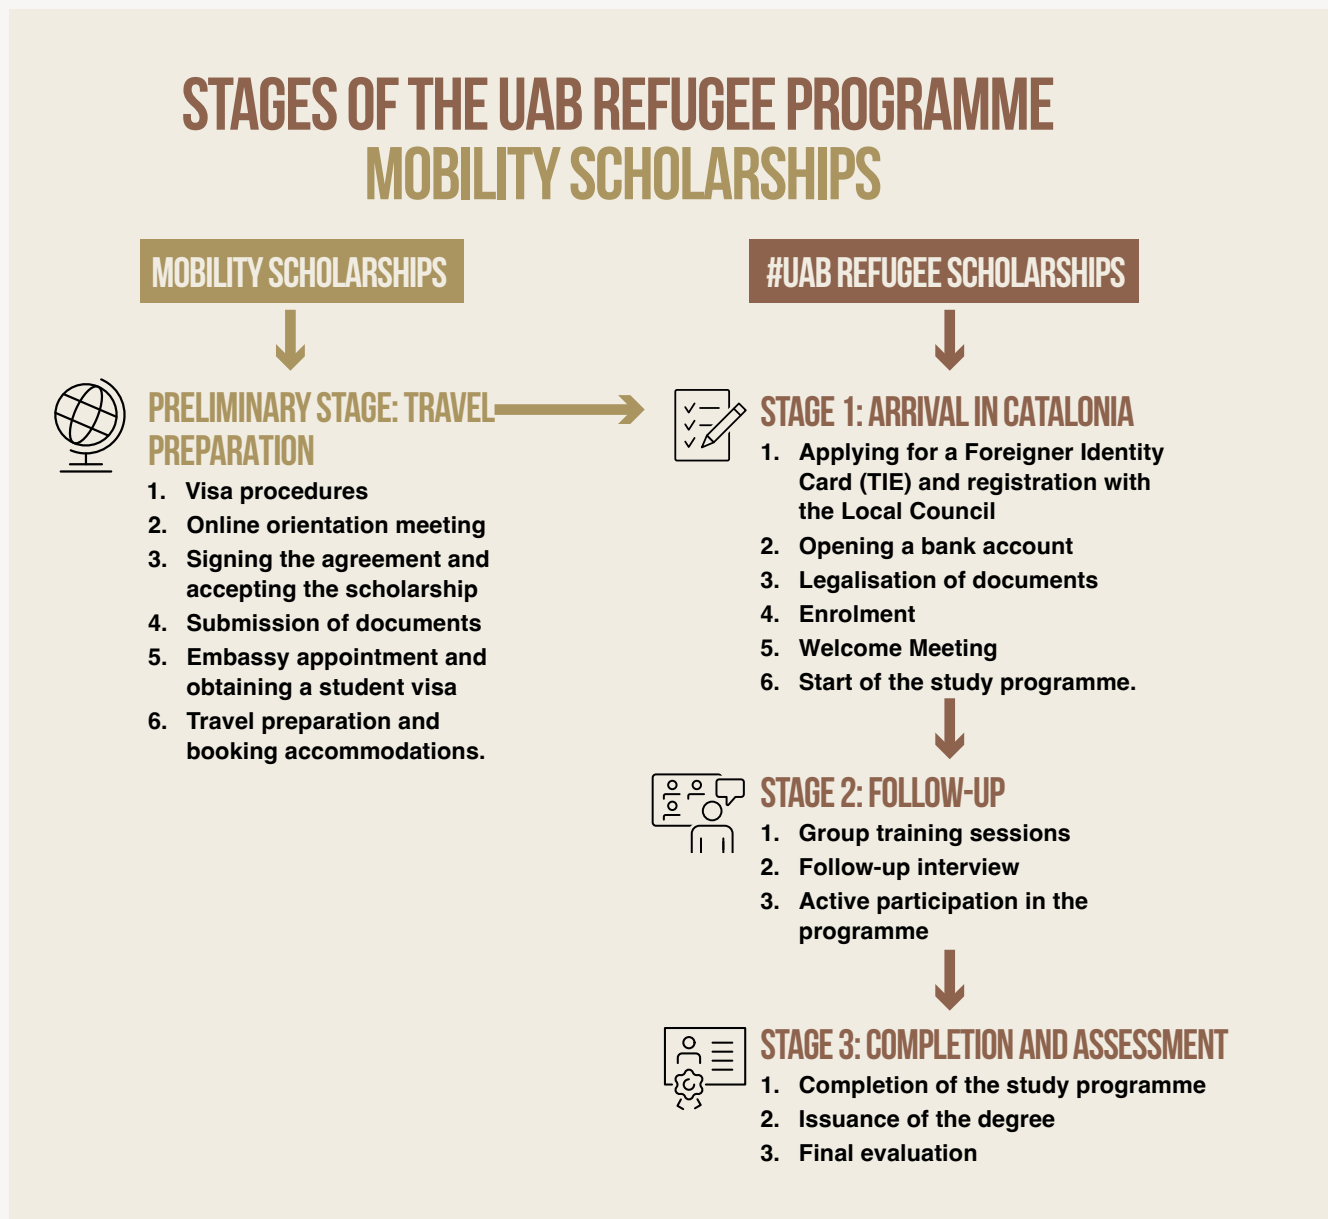 STAGES OF THE UAB REFUGEE PROGRAMME
MOBILITY SCHOLARSHIPS
MOBILITY SCHOLARSHIPS
PRELIMINARY STAGE: TRAVEL
PREPARATION
1. Visa procedures
2. Online orientation meeting
3. Signing the agreement and
accepting the scholarship
4. Submission of documents
5. Embassy appointment and
obtaining a student visa
6. Travel preparation and
booking accommodations.
#UAB REFUGEE SCHOLARSHIPS
STAGE 1: ARRIVAL IN CATALONIA
1. Applying for a Foreigner Identity
Card (TIE) and registration with
the Local Council
2. Opening a bank account
3. Legalisation of documents
4. Enrolment
5. Welcome Meeting
6. Start of the study programme.
STAGE 2: FOLLOW-UP
1. Group training sessions
2. Follow-up interview
3. Active participation in the
programme
STAGE 3: COMPLETION AND ASSESSMENT
1. Completion of the study programme
2. Issuance of the degree
3. Final evaluation